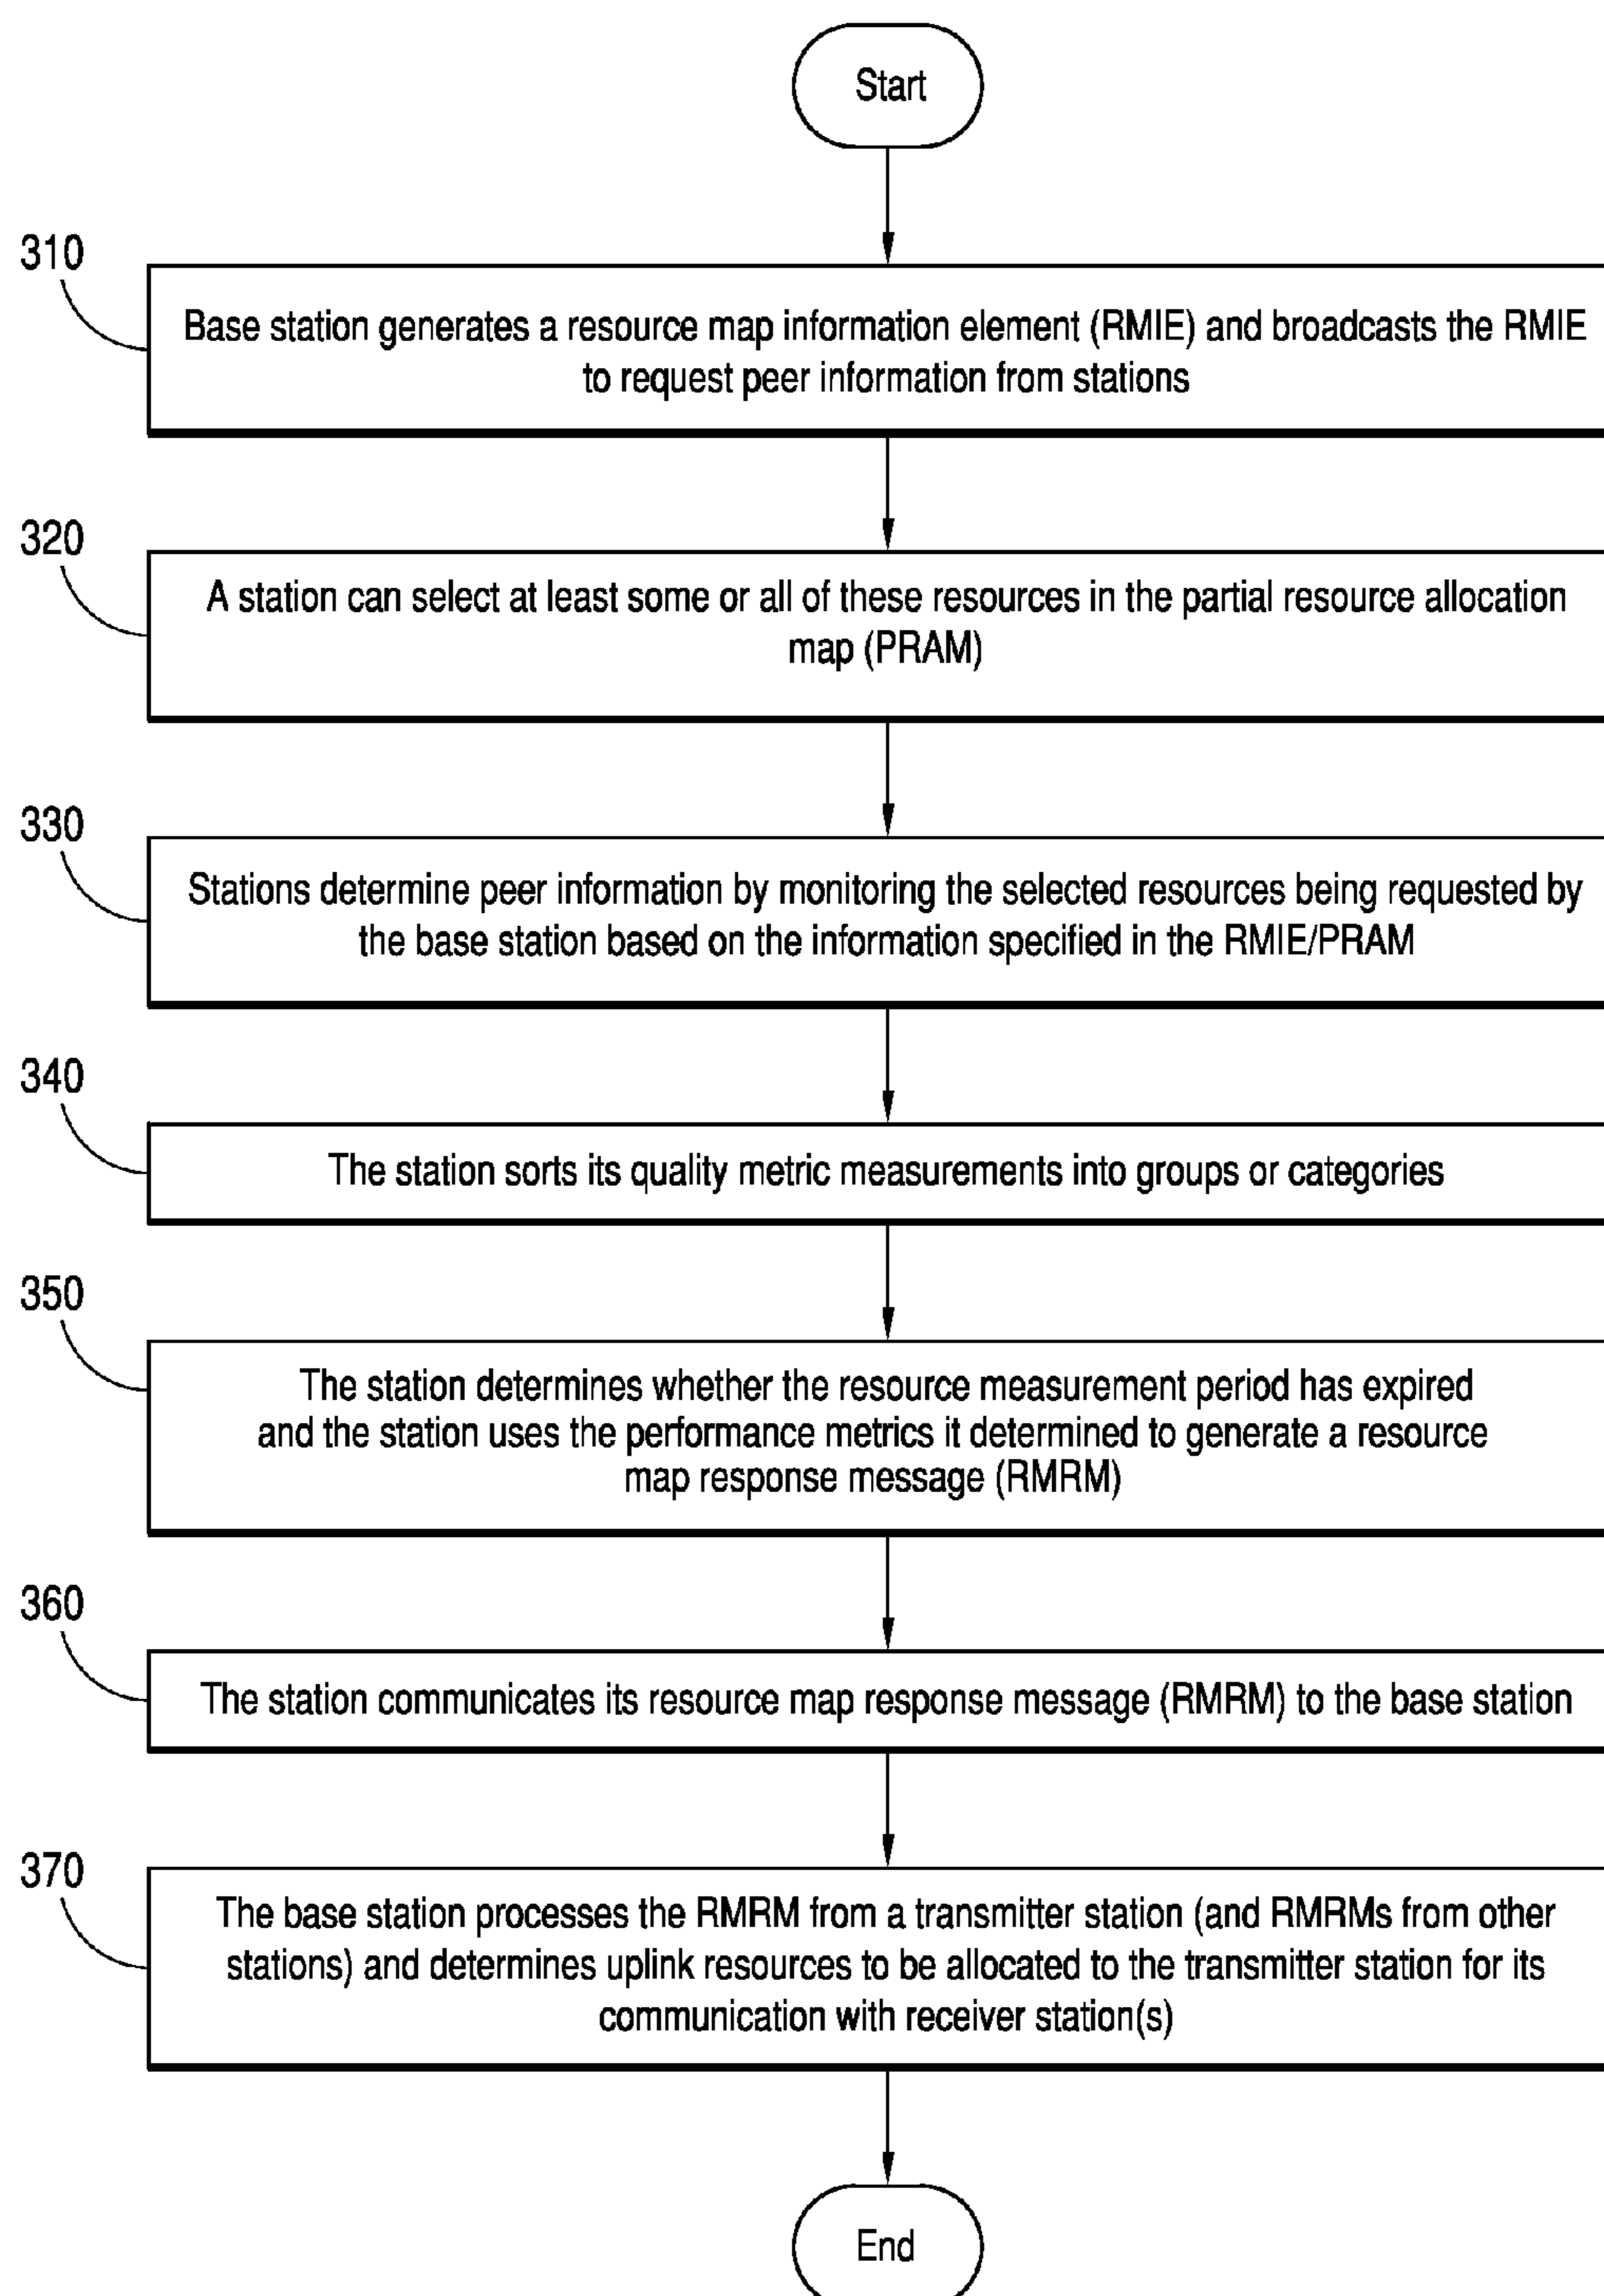 Start
310
Base station generates a resource map information element (RMIE) and broadcasts the RMIE
to request peer information from stations
320
A station can select at least some or all of these resources in the partial resource allocation
map (PRAM)
330
Stations determine peer information by monitoring the selected resources being requested by
the base station based on the information specified in the RMIE/PRAM
340
The station sorts its quality metric measurements into groups or categories
350
The station determines whether the resource measurement period has expired
and the station uses the performance metrics it determined to generate a resource
map response message (RMRM)
360
The station communicates its resource map response message (RMRM) to the base station
370
The base station processes the RMRM from a transmitter station (and RMRMs from other
stations) and determines uplink resources to be allocated to the transmitter station for its
communication with receiver station(s)
End